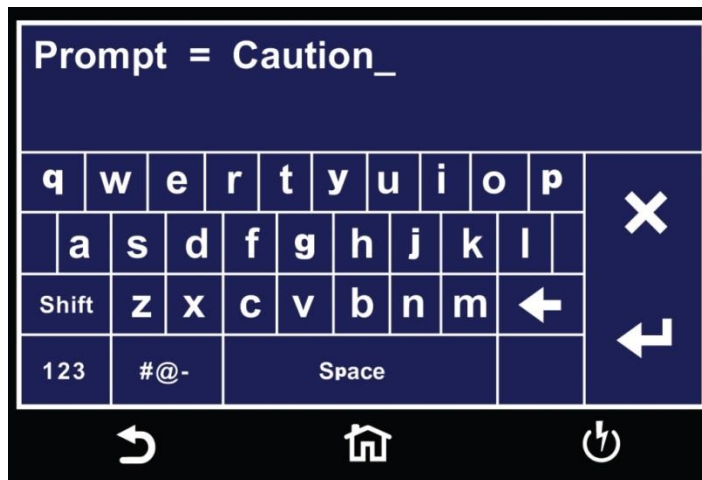 Prompt = Caution_
q w e r t y u i o p
a s d f g h j k l
Shift z x c v b n m
123 #@- Space